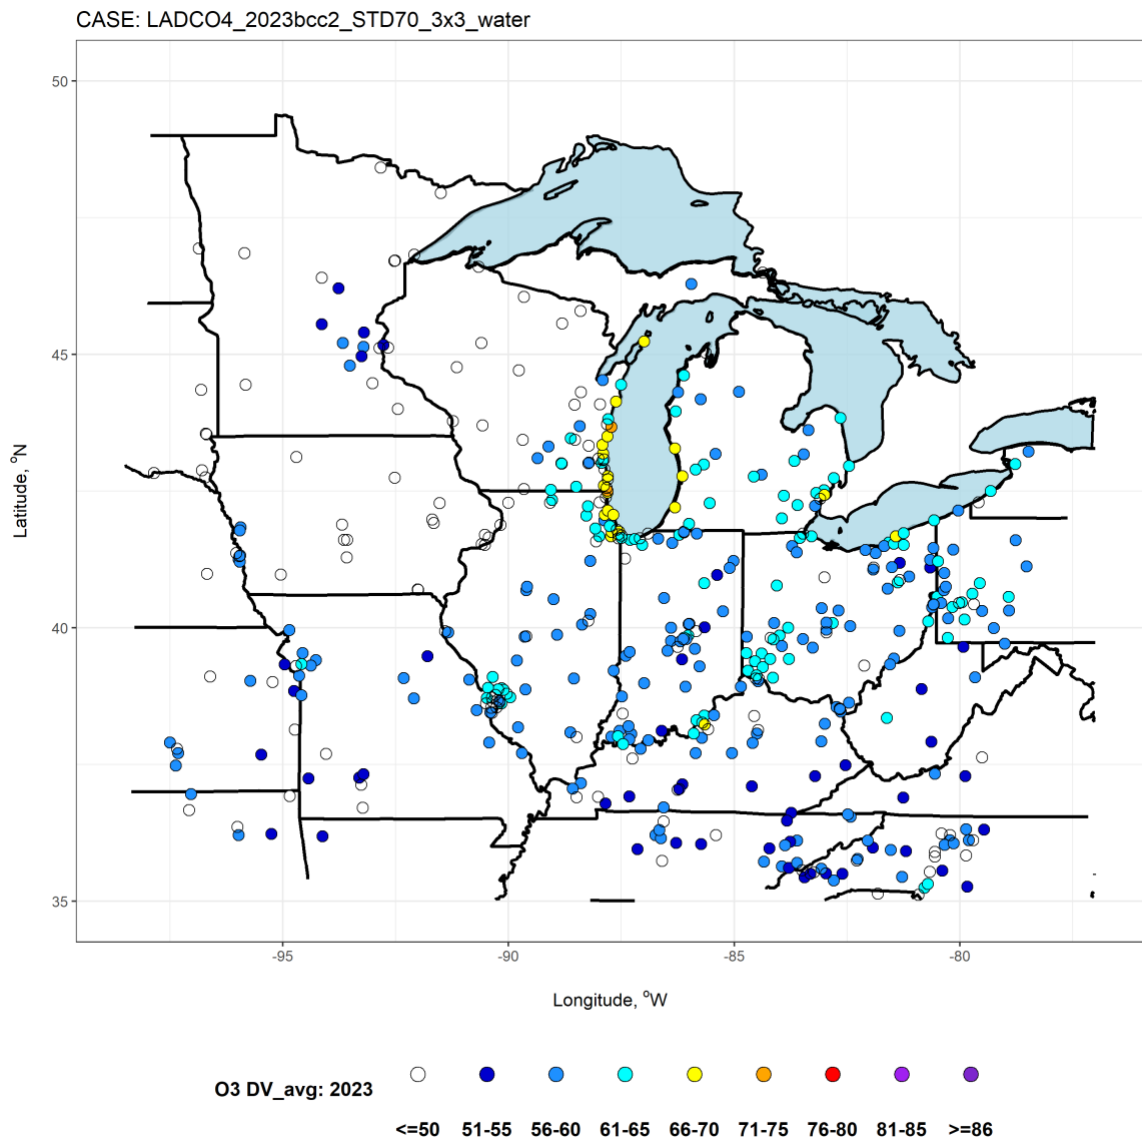 CASE: LADCO4_2023bcc2_STD70_3x3_water
50
45
40
35
Latitude, °N
-95 -90 -85 -80
Longitude, °W
O3 DV_avg: 2023
<=50 51-55 56-60 61-65 66-70 71-75 76-80 81-85 >=86